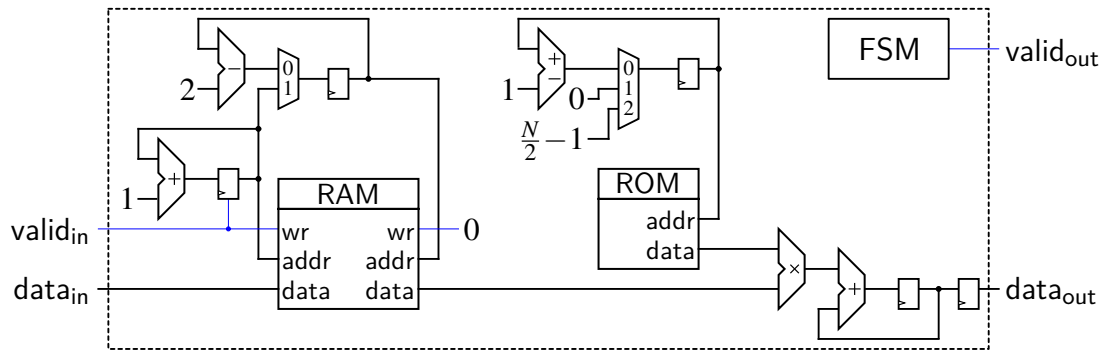 FSM
valid_out
− 0
1
2
+
− 0
1
2
1
0
N/2 − 1
1
+
RAM
wr wr 0
addr addr
data data
ROM
addr
data
valid_in
data_in
×
+
data_out